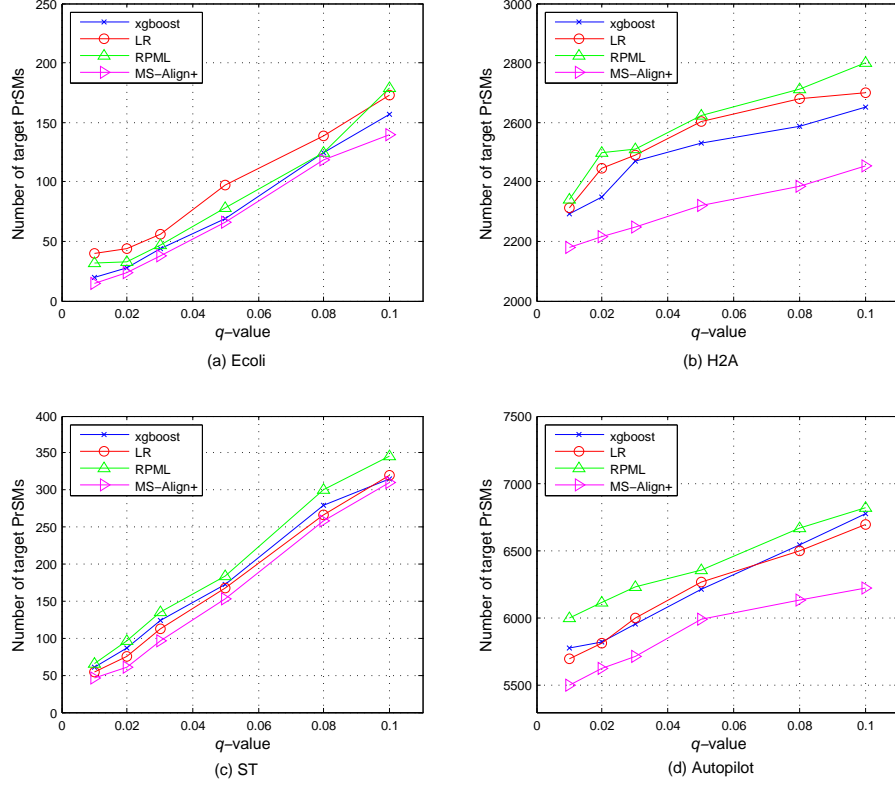 250
200
150
100
50
0
Number of target PrSMs
xgboost
LR
RPML
MS−Align+
0 0.02 0.04 0.06 0.08 0.1
q−value
(a) Ecoli
3000
2800
2600
2400
2200
2000
Number of target PrSMs
xgboost
LR
RPML
MS−Align+
0 0.02 0.04 0.06 0.08 0.1
q−value
(b) H2A
400
350
300
250
200
150
100
50
0
Number of target PrSMs
xgboost
LR
RPML
MS−Align+
0 0.02 0.04 0.06 0.08 0.1
q−value
(c) ST
7500
7000
6500
6000
5500
Number of target PrSMs
xgboost
LR
RPML
MS−Align+
0 0.02 0.04 0.06 0.08 0.1
q−value
(d) Autopilot